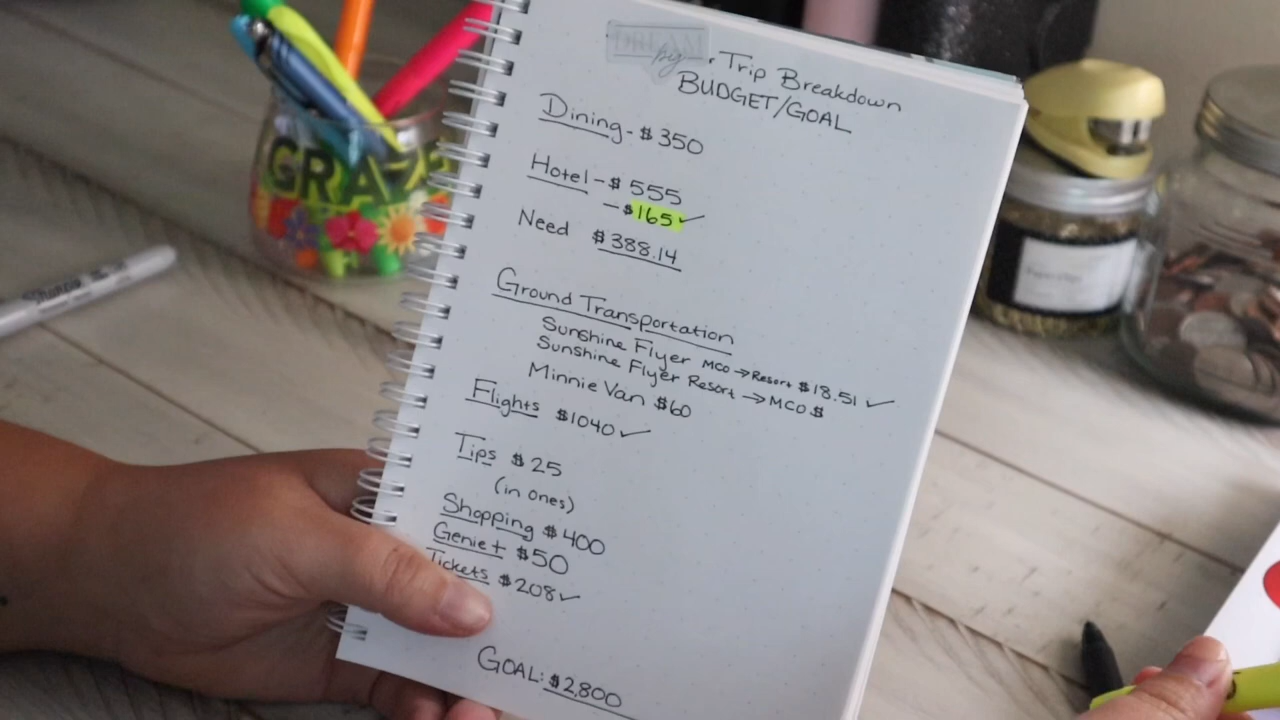 Trip Breakdown
BUDGET/GOAL
Dining - $350
Hotel - $555
- $165 ✓
Need $388.14
Ground Transportation
Sunshine Flyer MCO → Resort $18.51 ✓
Sunshine Flyer Resort → MCO $
Minnie Van $60
Flights $1040 ✓
Tips $25
(in ones)
Shopping $400
Genie+ $50
Tickets $208 ✓
GOAL: $2,800
GRA
Sharpie